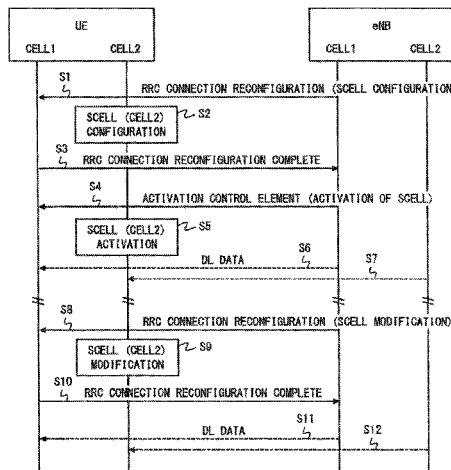 UE
eNB
CELL1 CELL2
CELL1 CELL2
S1
RRC CONNECTION RECONFIGURATION (SCELL CONFIGURATION
SCELL (CELL2)
CONFIGURATION
S2
S3
RRC CONNECTION RECONFIGURATION COMPLETE
S4
ACTIVATION CONTROL ELEMENT (ACTIVATION OF SCELL)
SCELL (CELL2)
ACTIVATION
S5
DL DATA
S6
S7
S8
RRC CONNECTION RECONFIGURATION (SCELL MODIFICATION)
SCELL (CELL2)
MODIFICATION
S9
S10
RRC CONNECTION RECONFIGURATION COMPLETE
DL DATA
S11
S12